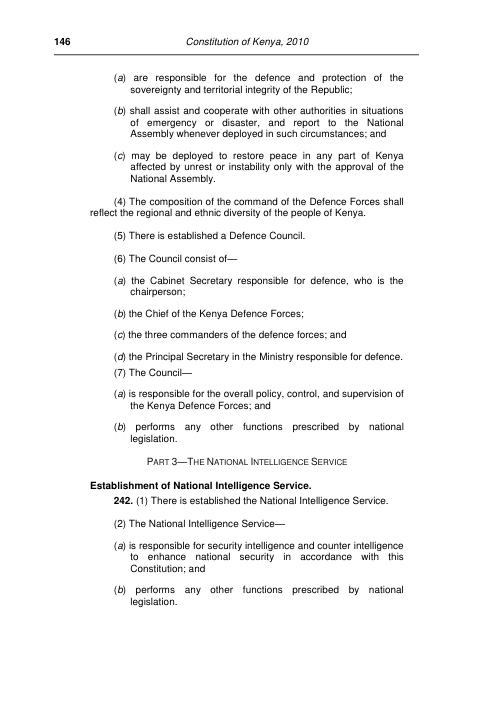 146 Constitution of Kenya, 2010
(a) are responsible for the defence and protection of the
sovereignty and territorial integrity of the Republic;
(b) shall assist and cooperate with other authorities in situations
of emergency or disaster, and report to the National
Assembly whenever deployed in such circumstances; and
(c) may be deployed to restore peace in any part of Kenya
affected by unrest or instability only with the approval of the
National Assembly.
(4) The composition of the command of the Defence Forces shall
reflect the regional and ethnic diversity of the people of Kenya.
(5) There is established a Defence Council.
(6) The Council consist of—
(a) the Cabinet Secretary responsible for defence, who is the
chairperson;
(b) the Chief of the Kenya Defence Forces;
(c) the three commanders of the defence forces; and
(d) the Principal Secretary in the Ministry responsible for defence.
(7) The Council—
(a) is responsible for the overall policy, control, and supervision of
the Kenya Defence Forces; and
(b) performs any other functions prescribed by national
legislation.
PART 3—THE NATIONAL INTELLIGENCE SERVICE
Establishment of National Intelligence Service.
242. (1) There is established the National Intelligence Service.
(2) The National Intelligence Service—
(a) is responsible for security intelligence and counter intelligence
to enhance national security in accordance with this
Constitution; and
(b) performs any other functions prescribed by national
legislation.